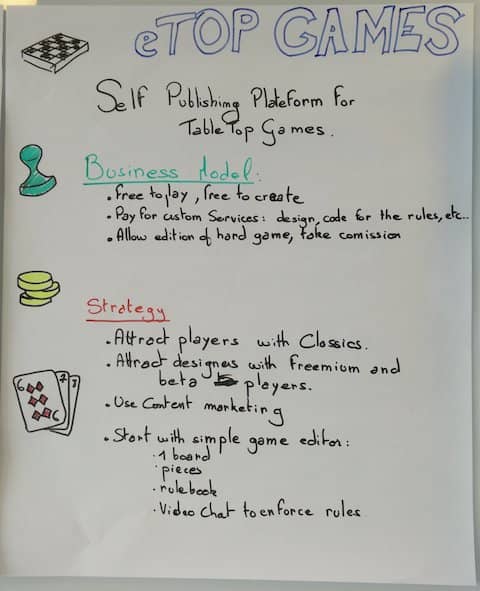 eTOP GAMES
Self Publishing Plateform for
TableTop Games.
Business Model:
• Free to play, free to create
• Pay for custom Services: design, code for the rules, etc...
• Allow edition of hard game, take comission
Strategy
• Attract players with Classics.
• Attract designers with freemium and
beta players.
• Use Content marketing
• Start with simple game editor:
· 1 board
· pieces
· rulebook
· Video Chat to enforce rules
6
7